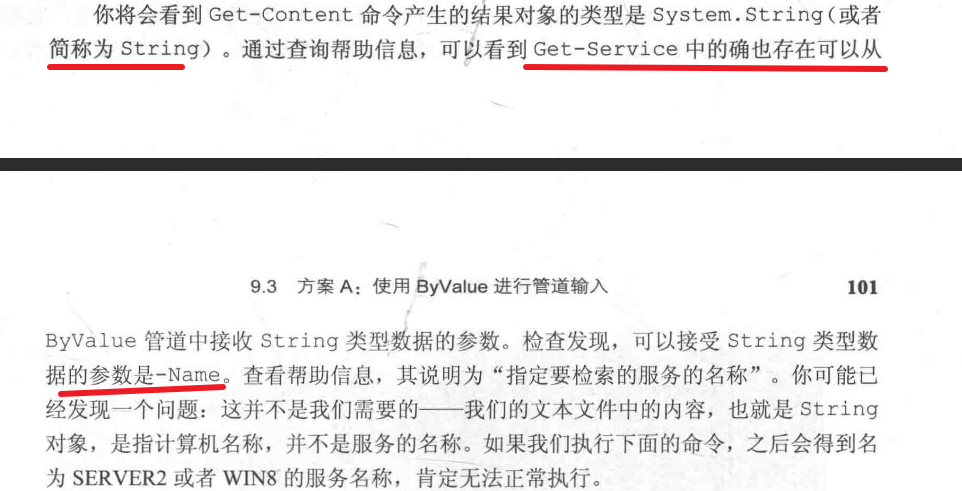 你将会看到 Get-Content 命令产生的结果对象的类型是 System.String(或者
简称为 String）。通过查询帮助信息，可以看到 Get-Service 中的确也存在可以从
9.3 方案 A：使用 ByValue 进行管道输入 101
ByValue 管道中接收 String 类型数据的参数。检查发现，可以接受 String 类型数
据的参数是-Name。查看帮助信息，其说明为“指定要检索的服务的名称”。你可能已
经发现一个问题：这并不是我们需要的——我们的文本文件中的内容，也就是 String
对象，是指计算机名称，并不是服务的名称。如果我们执行下面的命令，之后会得到名
为 SERVER2 或者 WIN8 的服务名称，肯定无法正常执行。